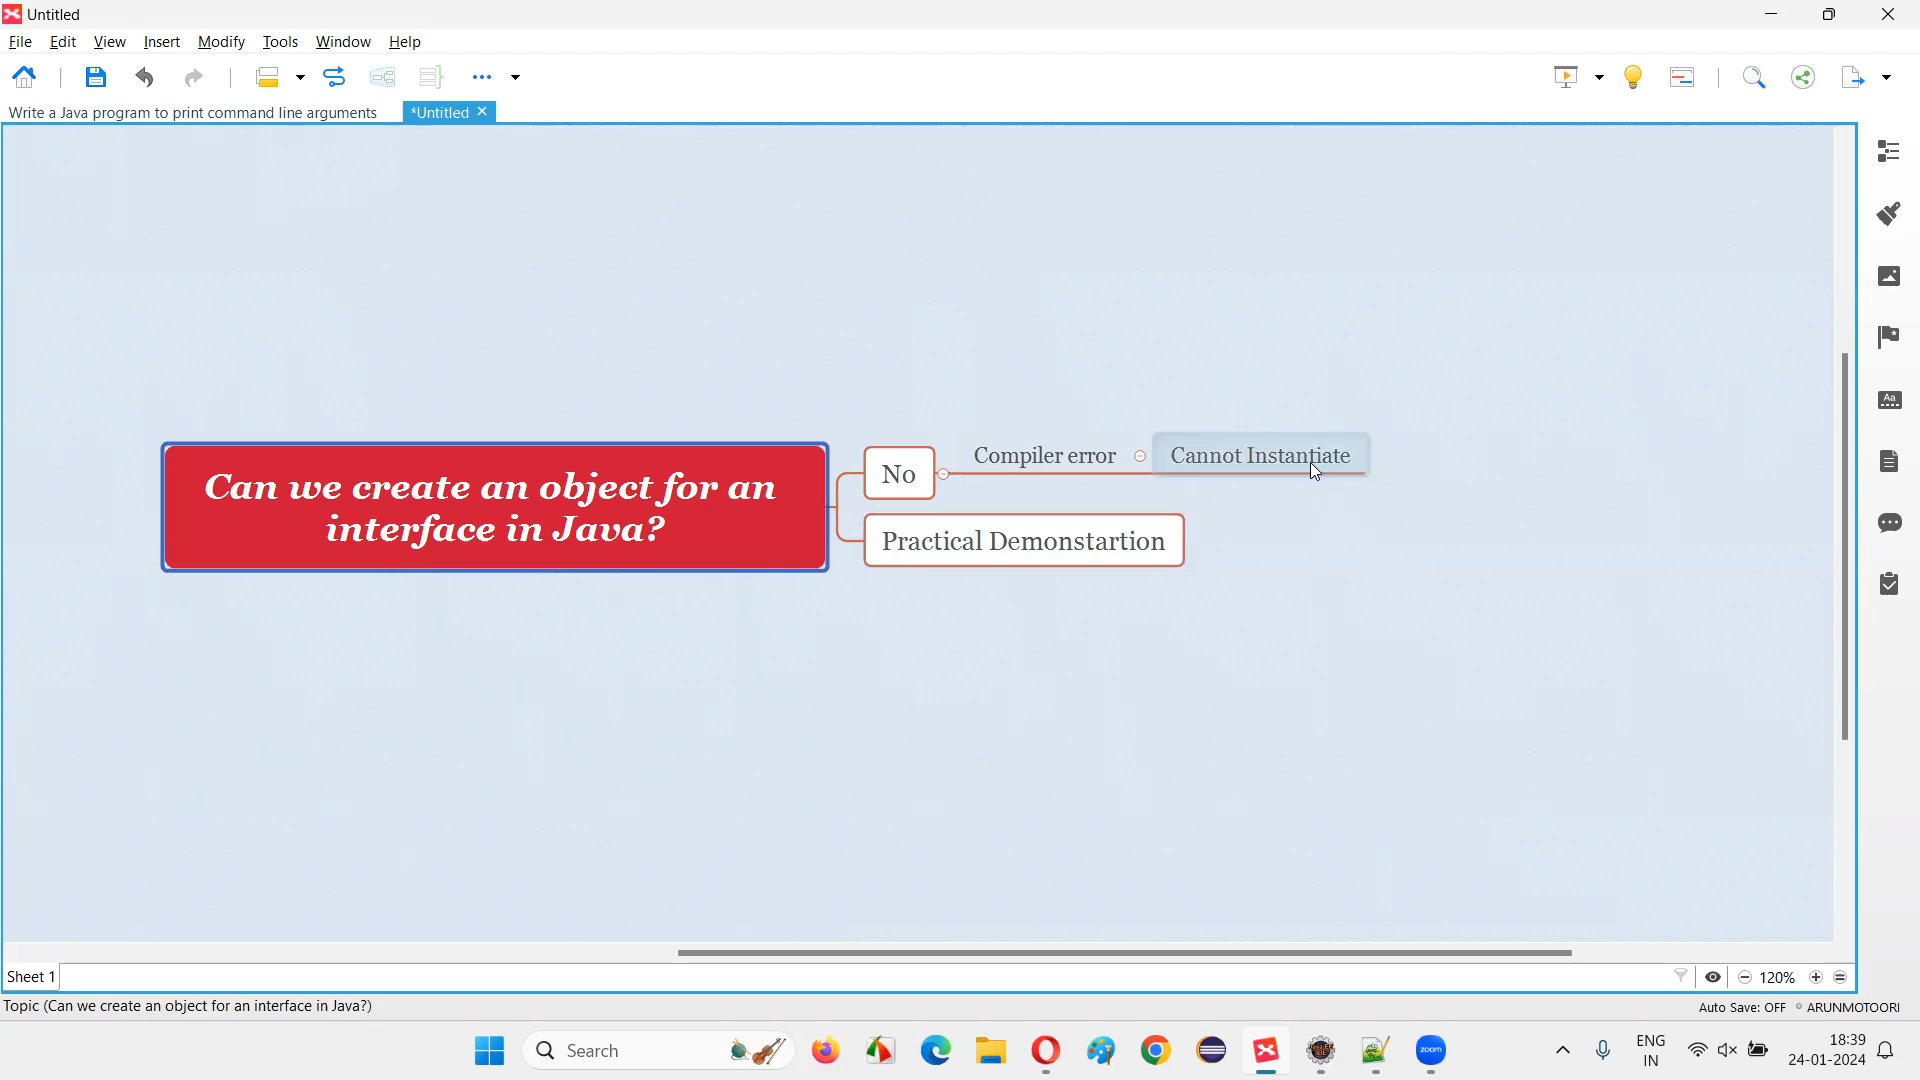 Untitled
File Edit View Insert Modify Tools Window Help
Write a Java program to print command line arguments *Untitled
Can we create an object for an
interface in Java?
No
Compiler error
Cannot Instantiate
Practical Demonstartion
Sheet 1
120%
Topic (Can we create an object for an interface in Java?)
Auto Save: OFF ARUNMOTOORI
Search
zoom
ENG
IN
18:39
24-01-2024